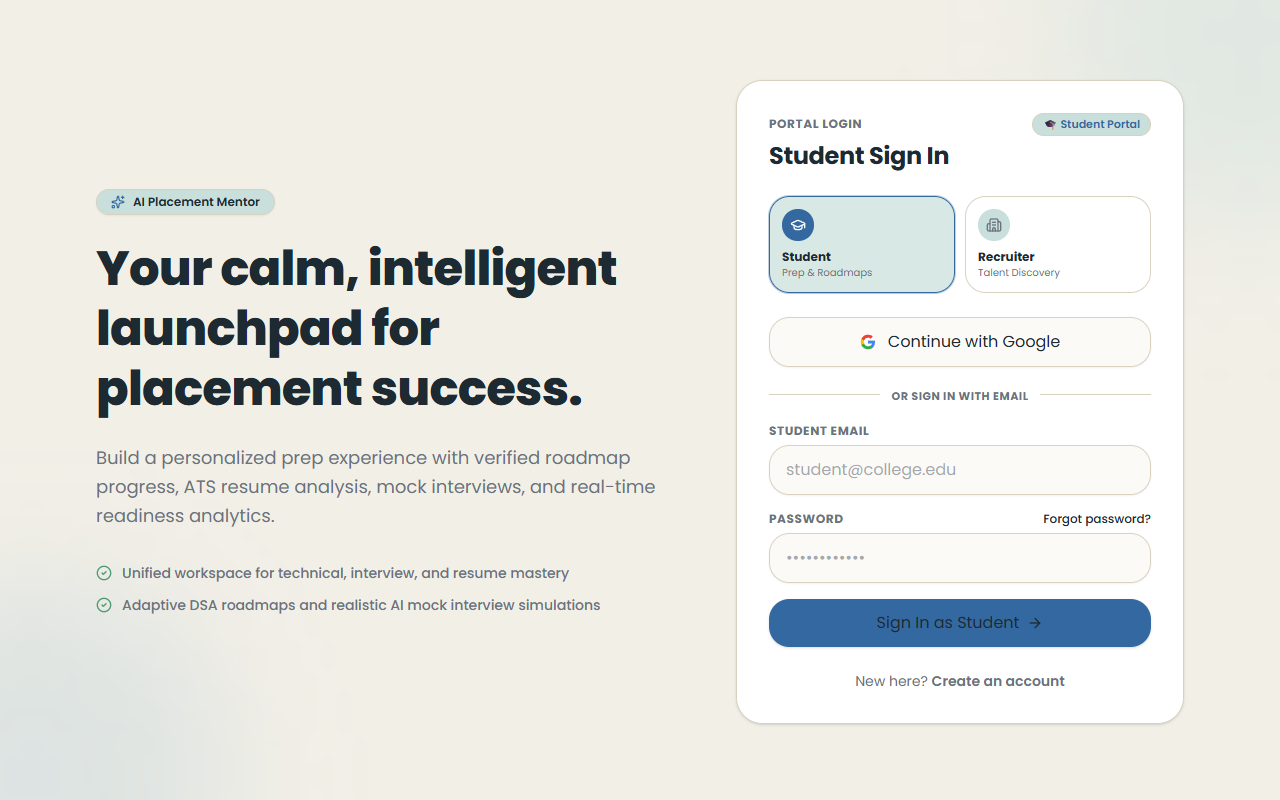 AI Placement Mentor
Your calm, intelligent
launchpad for
placement success.
Build a personalized prep experience with verified roadmap
progress, ATS resume analysis, mock interviews, and real-time
readiness analytics.
Unified workspace for technical, interview, and resume mastery
Adaptive DSA roadmaps and realistic AI mock interview simulations
PORTAL LOGIN
Student Portal
Student Sign In
Student
Prep & Roadmaps
Recruiter
Talent Discovery
Continue with Google
OR SIGN IN WITH EMAIL
STUDENT EMAIL
student@college.edu
PASSWORD
Forgot password?
••••••••••••
Sign In as Student →
New here? Create an account